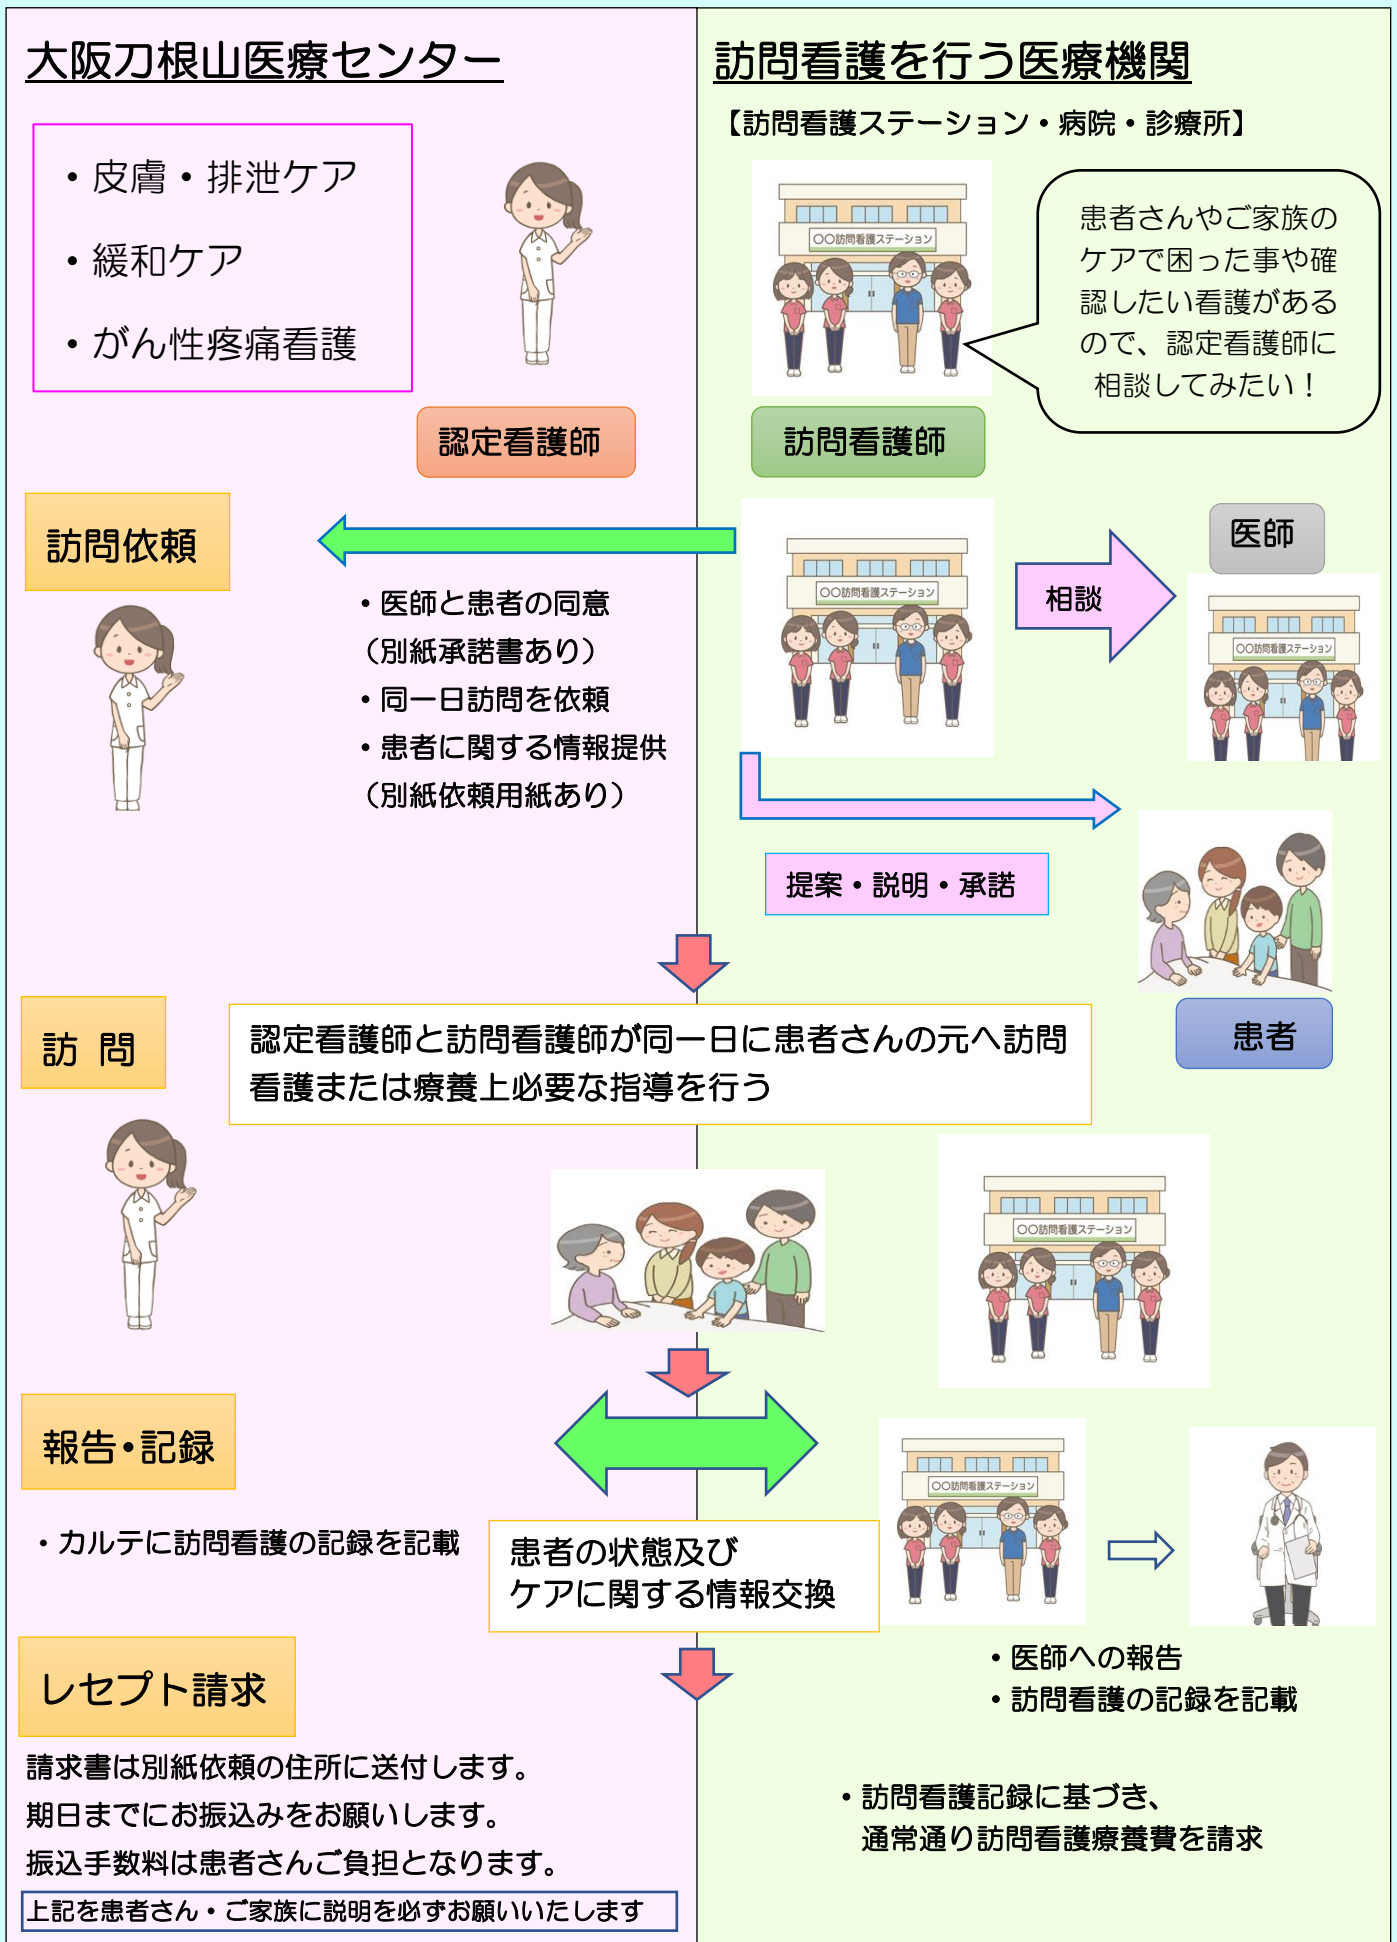 大阪刀根山医療センター
・皮膚・排泄ケア
・緩和ケア
・がん性疼痛看護
認定看護師
訪問看護を行う医療機関
【訪問看護ステーション・病院・診療所】
〇〇訪問看護ステーション
患者さんやご家族の
ケアで困った事や確
認したい看護がある
ので、認定看護師に
相談してみたい！
訪問看護師
訪問依頼
・医師と患者の同意
（別紙承諾書あり）
・同一日訪問を依頼
・患者に関する情報提供
（別紙依頼用紙あり）
〇〇訪問看護ステーション
相談
医師
〇〇訪問看護ステーション
提案・説明・承諾
患者
訪 問
認定看護師と訪問看護師が同一日に患者さんの元へ訪問
看護または療養上必要な指導を行う
〇〇訪問看護ステーション
報告・記録
・カルテに訪問看護の記録を記載
患者の状態及び
ケアに関する情報交換
〇〇訪問看護ステーション
・医師への報告
・訪問看護の記録を記載
レセプト請求
請求書は別紙依頼の住所に送付します。
期日までにお振込みをお願いします。
振込手数料は患者さんご負担となります。
上記を患者さん・ご家族に説明を必ずお願いいたします
・訪問看護記録に基づき、
通常通り訪問看護療養費を請求